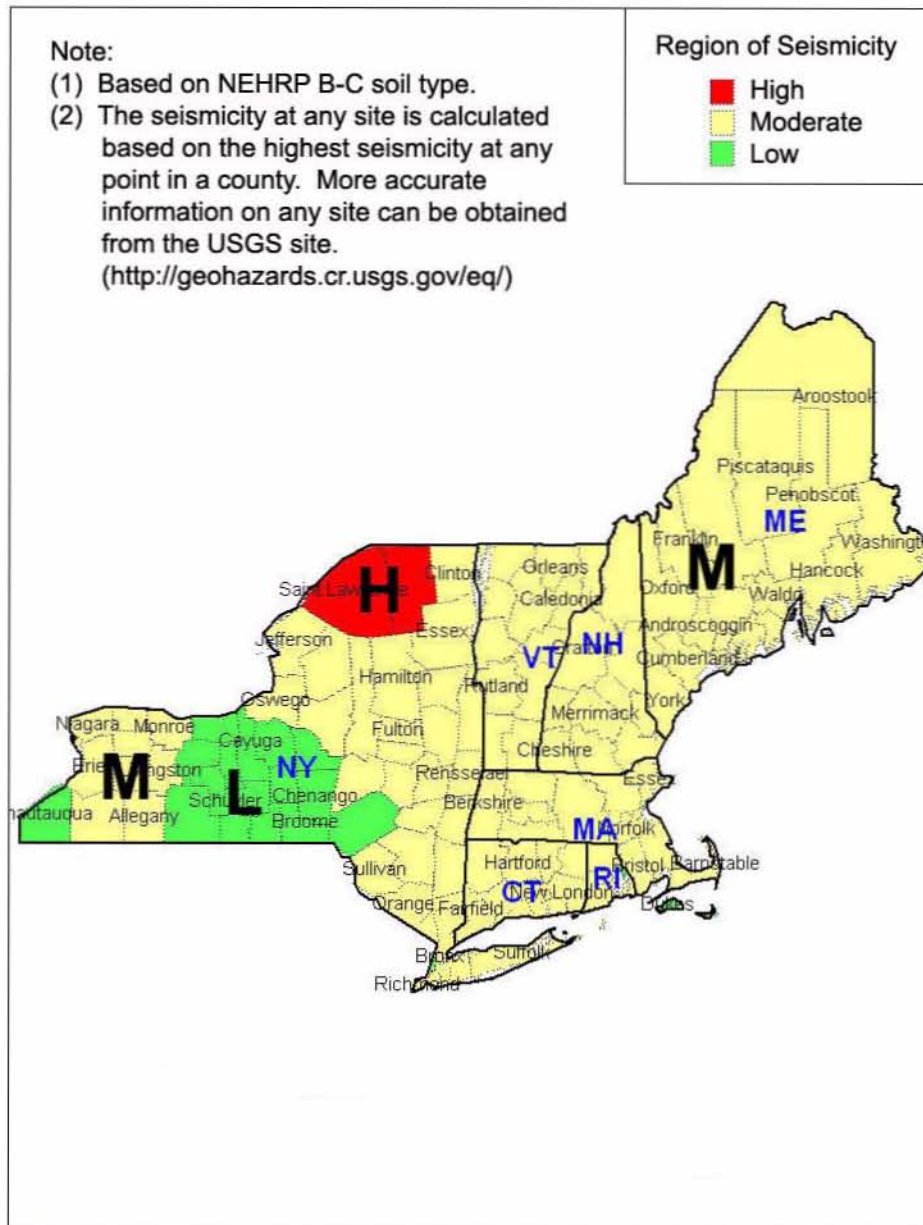 Note:
(1) Based on NEHRP B-C soil type.
(2) The seismicity at any site is calculated
based on the highest seismicity at any
point in a county. More accurate
information on any site can be obtained
from the USGS site.
(http://geohazards.cr.usgs.gov/eq/)
Region of Seismicity
High
Moderate
Low
Aroostook
Piscataquis
Penobscot
ME
Franklin
Washington
M
Hancock
Oxford
Waldo
Androscoggin
Cumberland
York
Clinton
Orleans
H
Caledonia
Essex
Jefferson
NH
VT
Hamilton
Rutland
Oswego
Merrimack
Niagara
Monroe
Fulton
Cayuga
Cheshire
Erie
M
NY
Rensselaer
L
Chenango
Berkshire
Allegany
Broome
MA
Sullivan
Hartford
Bristol
Barnstable
RI
CT
New London
Orange
Fairfield
Bronx
Suffolk
Richmond